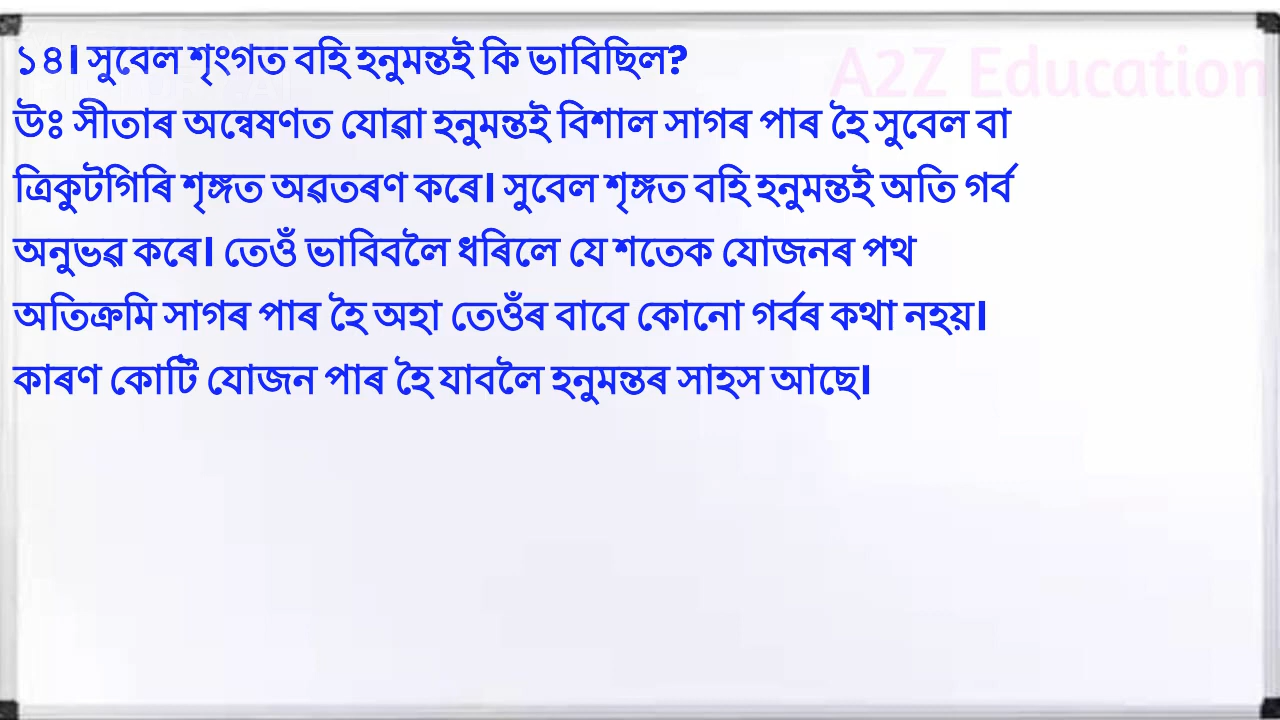 ১৪। সুবেল শৃংগত বহি হনুমন্তই কি ভাবিছিল?
A2Z Education
উঃ সীতাৰ অন্বেষণত যোৱা হনুমন্তই বিশাল সাগৰ পাৰ হৈ সুবেল বা
ত্ৰিকুটগিৰি শৃঙ্গত অৱতৰণ কৰে। সুবেল শৃঙ্গত বহি হনুমন্তই অতি গৰ্ব
অনুভৱ কৰে। তেওঁ ভাবিবলৈ ধৰিলে যে শতেক যোজনৰ পথ
অতিক্ৰমি সাগৰ পাৰ হৈ অহা তেওঁৰ বাবে কোনো গৰ্বৰ কথা নহয়।
কাৰণ কোটি যোজন পাৰ হৈ যাবলৈ হনুমন্তৰ সাহস আছে।